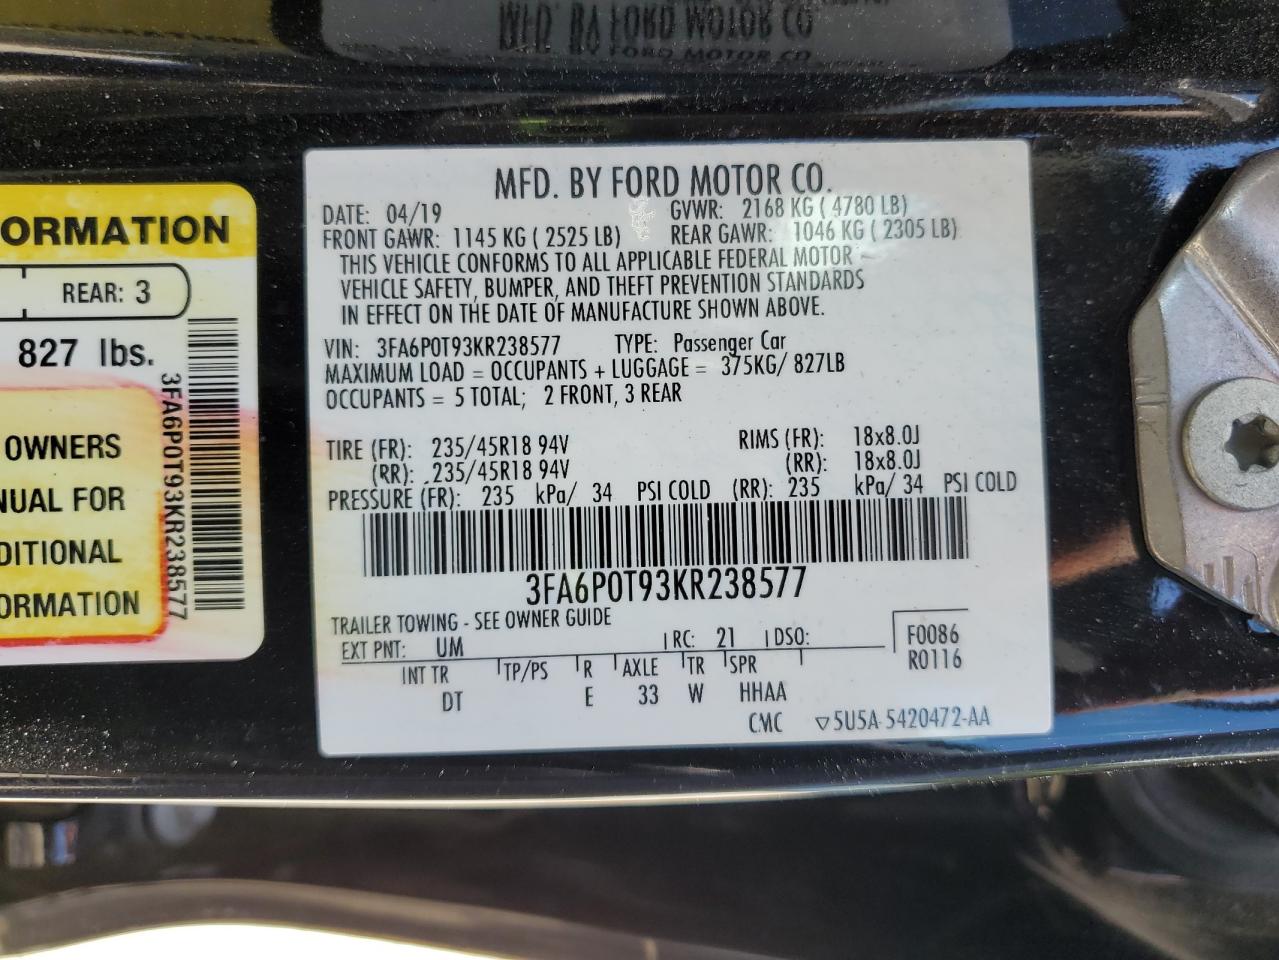 MFD. BY FORD MOTOR CO.
DATE: 04/19 GVWR: 2168 KG ( 4780 LB)
FRONT GAWR: 1145 KG ( 2525 LB) REAR GAWR: 1046 KG ( 2305 LB)
THIS VEHICLE CONFORMS TO ALL APPLICABLE FEDERAL MOTOR
VEHICLE SAFETY, BUMPER, AND THEFT PREVENTION STANDARDS
IN EFFECT ON THE DATE OF MANUFACTURE SHOWN ABOVE.
VIN: 3FA6P0T93KR238577 TYPE: Passenger Car
MAXIMUM LOAD = OCCUPANTS + LUGGAGE = 375KG/ 827LB
OCCUPANTS = 5 TOTAL; 2 FRONT, 3 REAR
TIRE (FR): 235/45R18 94V RIMS (FR): 18x8.0J
(RR): 235/45R18 94V (RR): 18x8.0J
PRESSURE (FR): 235 kPa/ 34 PSI COLD (RR): 235 kPa/ 34 PSI COLD
3FA6P0T93KR238577
TRAILER TOWING - SEE OWNER GUIDE
EXT PNT: UM RC: 21 DSO: F0086
R0116
INT TR TP/PS R AXLE TR SPR
DT E 33 W HHAA
CMC ▽5U5A-5420472-AA
ORMATION
REAR: 3
827 lbs.
OWNERS
NUAL FOR
DITIONAL
ORMATION
3FA6P0T93KR238577
MFD. BY FORD MOTOR CO
FORD MOTOR CO